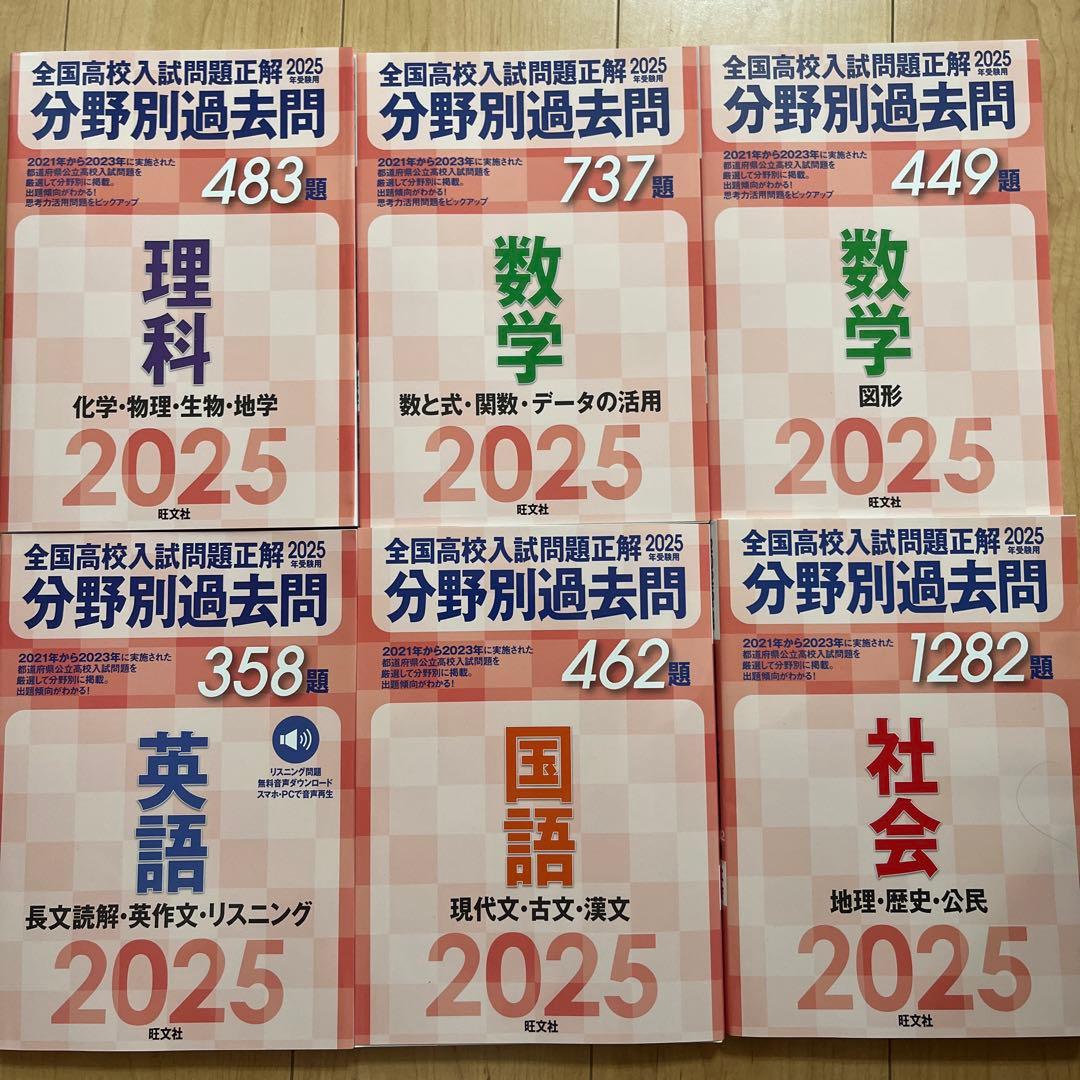 全国高校入試問題正解 2025年受験用
分野別過去問
2021年から2023年に実施された
都道府県公立高校入試問題を
厳選して分野別に掲載。
出題傾向がわかる!
思考力活用問題をピックアップ
483題
理科
化学・物理・生物・地学
2025
旺文社
全国高校入試問題正解 2025年受験用
分野別過去問
2021年から2023年に実施された
都道府県公立高校入試問題を
厳選して分野別に掲載。
出題傾向がわかる!
思考力活用問題をピックアップ
737題
数学
数と式・関数・データの活用
2025
旺文社
全国高校入試問題正解 2025年受験用
分野別過去問
2021年から2023年に実施された
都道府県公立高校入試問題を
厳選して分野別に掲載。
出題傾向がわかる!
思考力活用問題をピックアップ
449題
数学
図形
2025
旺文社
全国高校入試問題正解 2025年受験用
分野別過去問
2021年から2023年に実施された
都道府県公立高校入試問題を
厳選して分野別に掲載。
出題傾向がわかる!
358題
英語
リスニング問題
無料音声ダウンロード
スマホ・PCで音声再生
長文読解・英作文・リスニング
2025
旺文社
全国高校入試問題正解 2025年受験用
分野別過去問
2021年から2023年に実施された
都道府県公立高校入試問題を
厳選して分野別に掲載。
出題傾向がわかる!
462題
国語
現代文・古文・漢文
2025
旺文社
全国高校入試問題正解 2025年受験用
分野別過去問
2021年から2023年に実施された
都道府県公立高校入試問題を
厳選して分野別に掲載。
出題傾向がわかる!
1282題
社会
地理・歴史・公民
2025
旺文社